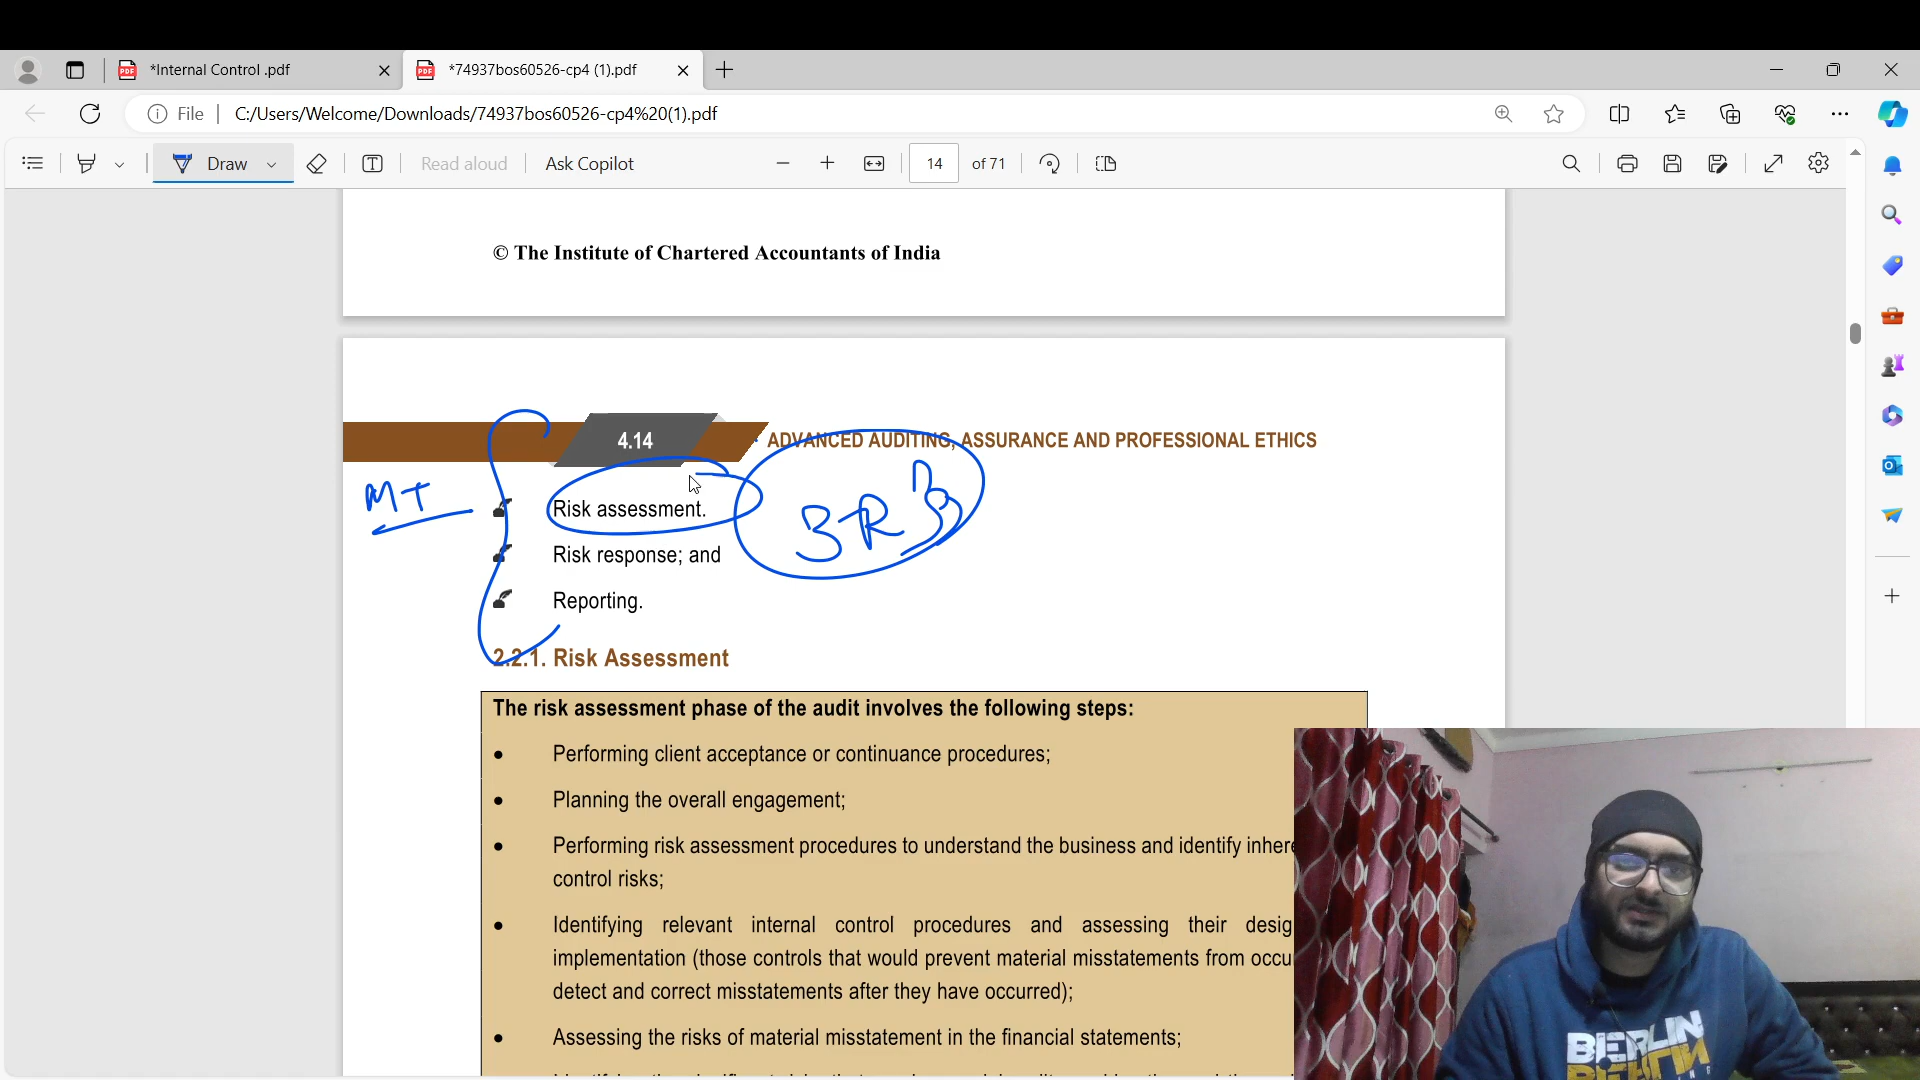 *Internal Control .pdf
*74937bos60526-cp4 (1).pdf
File
C:/Users/Welcome/Downloads/74937bos60526-cp4%20(1).pdf
Draw
Read aloud
Ask Copilot
14
of 71
© The Institute of Chartered Accountants of India
4.14
ADVANCED AUDITING, ASSURANCE AND PROFESSIONAL ETHICS
3R's
Risk assessment.
Risk response; and
Reporting.
2.2.1. Risk Assessment
The risk assessment phase of the audit involves the following steps:
• Performing client acceptance or continuance procedures;
• Planning the overall engagement;
• Performing risk assessment procedures to understand the business and identify
control risks;
• Identifying relevant internal control procedures and assessing their
implementation (those controls that would prevent material misstatements from
detect and correct misstatements after they have occurred);
• Assessing the risks of material misstatement in the financial statements;
BERLIN